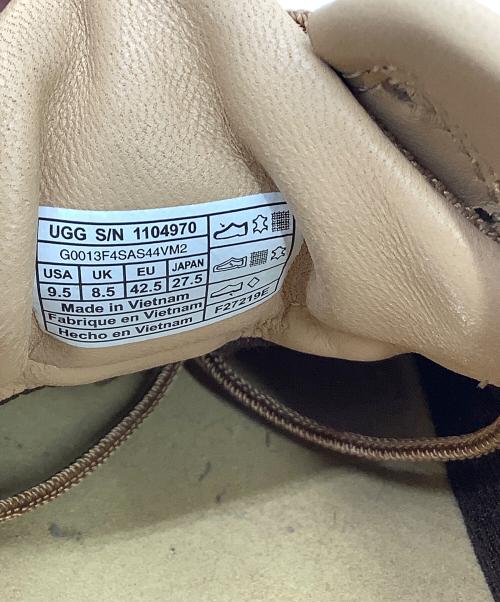 UGG S/N 1104970
G0013F4SAS44VM2
USA UK EU JAPAN
9.5 8.5 42.5 27.5
Made in Vietnam
Fabriqué en Vietnam
Hecho en Vietnam
F27219E